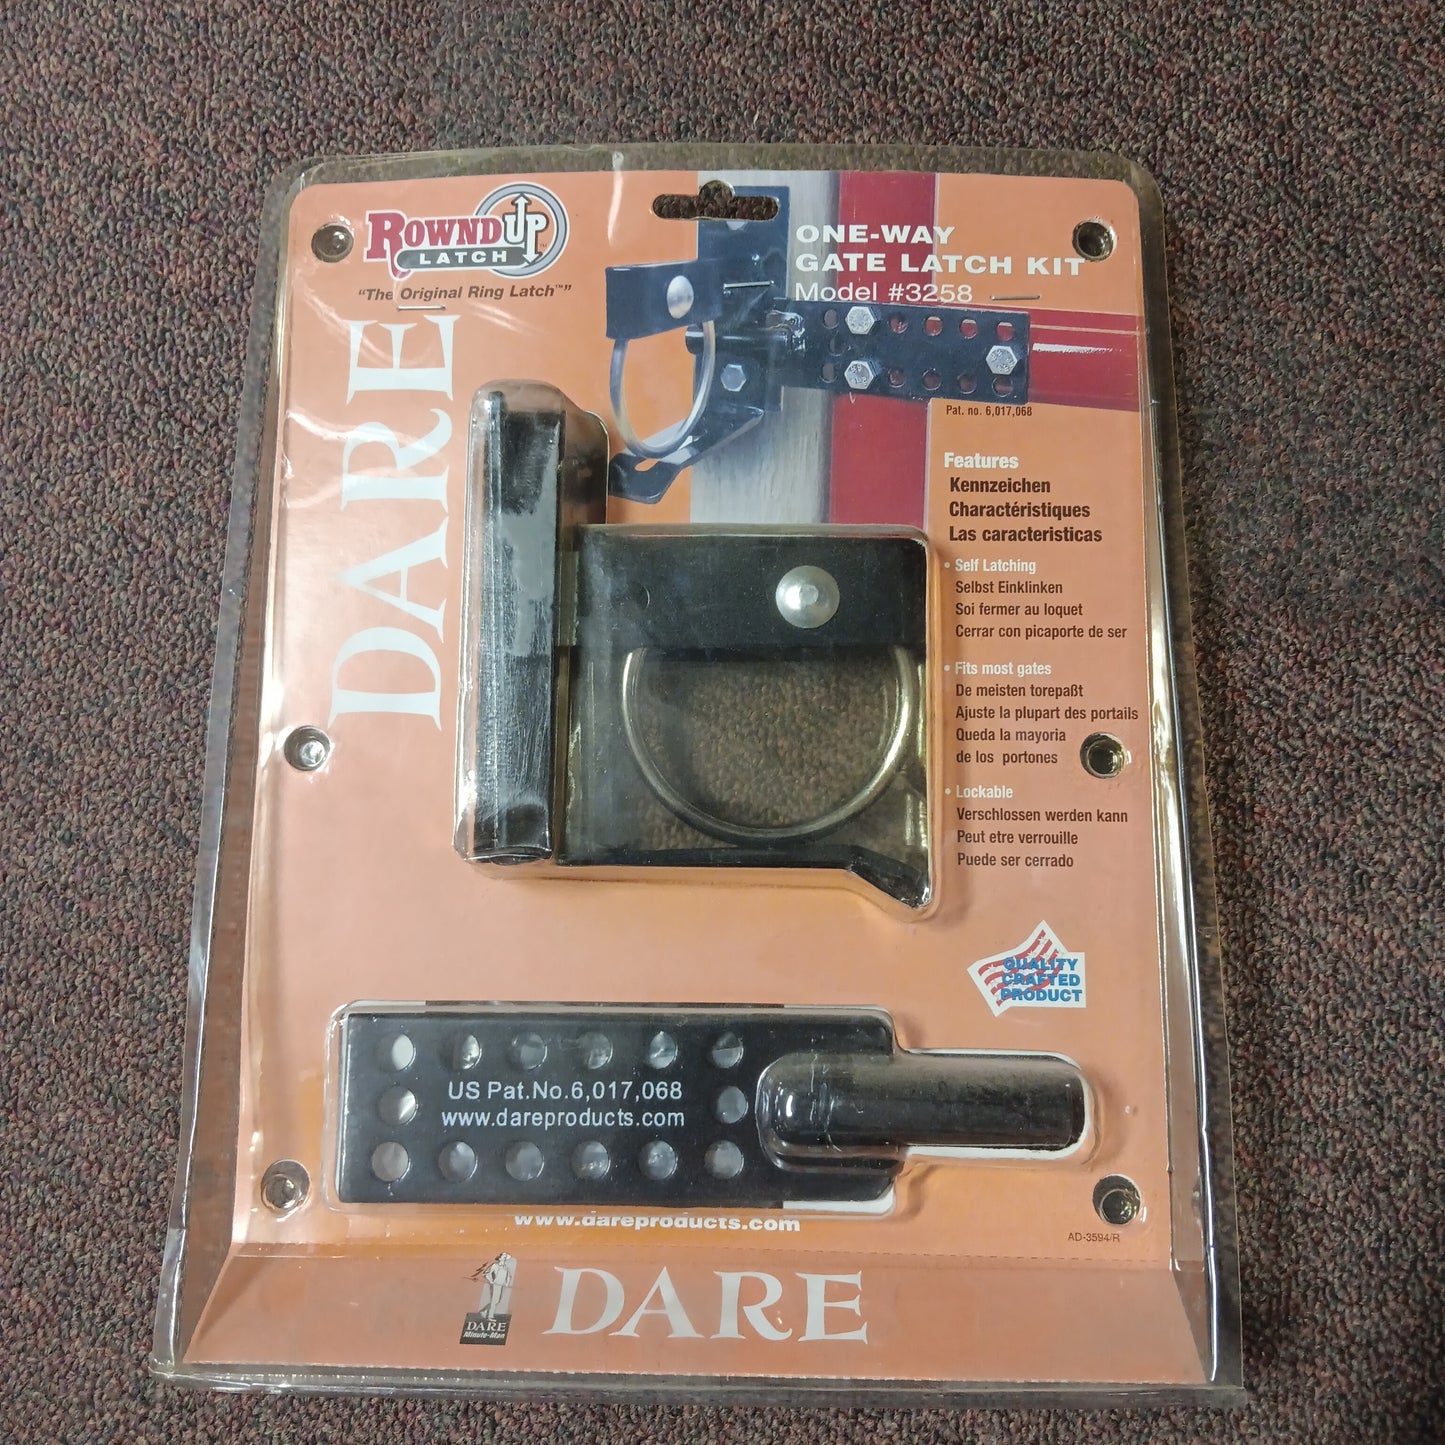 ROWND UP™
LATCH
"The Original Ring Latch™"
ONE-WAY
GATE LATCH KIT
Model #3258
DARE
Pat. no. 6,017,068
Features
Kennzeichen
Charactéristiques
Las caracteristicas
• Self Latching
Selbst Einklinken
Soi fermer au loquet
Cerrar con picaporte de ser
• Fits most gates
De meisten torepaßt
Ajuste la plupart des portails
Queda la mayoria
de los portones
• Lockable
Verschlossen werden kann
Peut etre verrouille
Puede ser cerrado
QUALITY
CRAFTED
PRODUCT
US Pat.No.6,017,068
www.dareproducts.com
www.dareproducts.com
AD-3594/R
DARE
Minute-Man
DARE